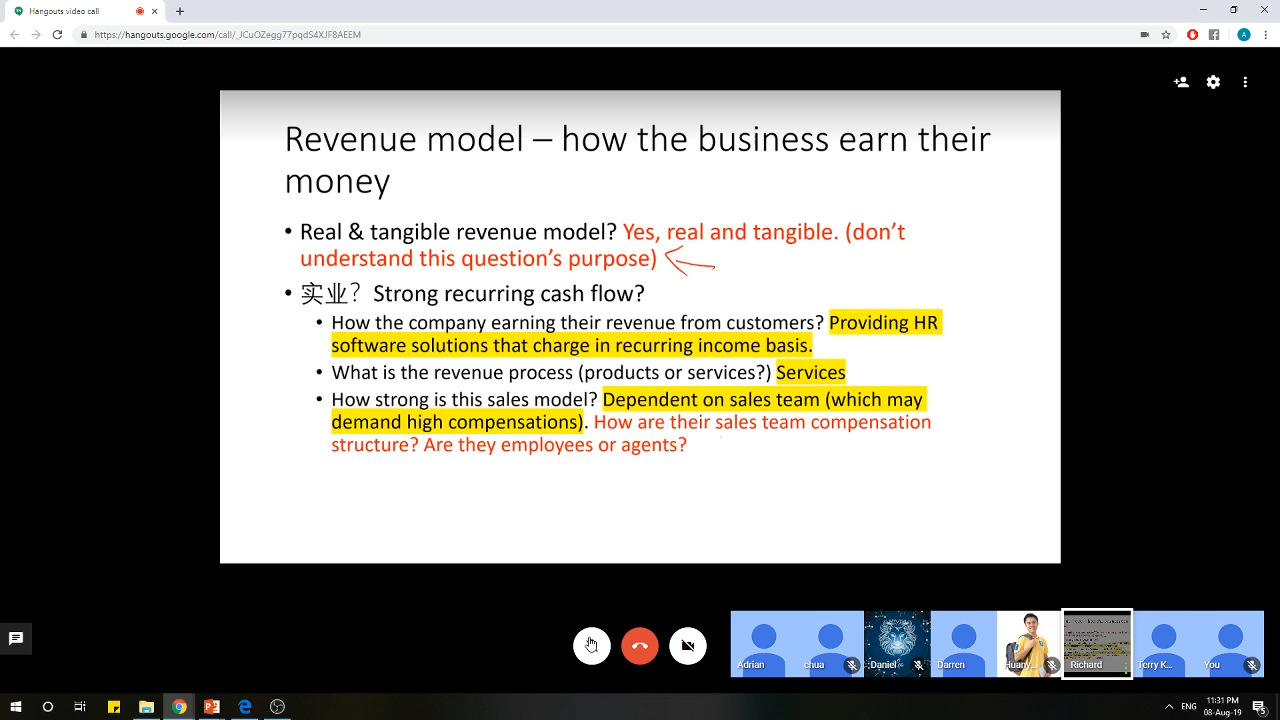 Hangouts video call
https://hangouts.google.com/call/_JCuOZegg77pqdS4XJF8AEEM
A
Revenue model – how the business earn their
money
• Real & tangible revenue model? Yes, real and tangible. (don’t
understand this question’s purpose)
• 实业？ Strong recurring cash flow?
• How the company earning their revenue from customers? Providing HR
software solutions that charge in recurring income basis.
• What is the revenue process (products or services?) Services
• How strong is this sales model? Dependent on sales team (which may
demand high compensations). How are their sales team compensation
structure? Are they employees or agents?
Adrian chua Daniel Darren Huany... Richard Terry K... You
11:31 PM
ENG
08-Aug-19
5